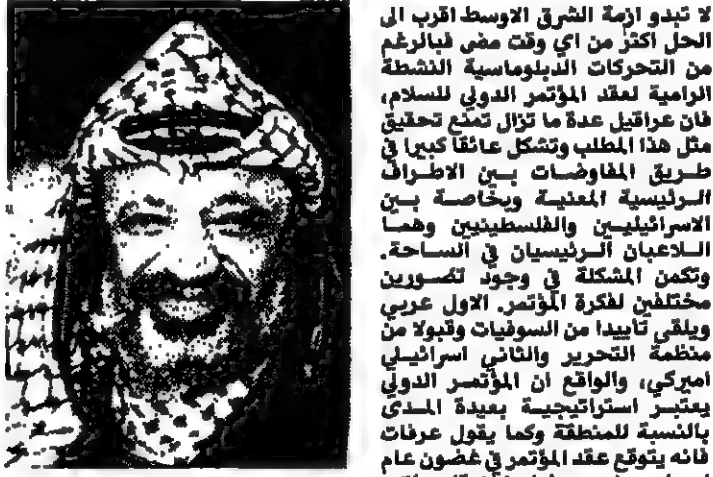 لا تبدو ازمة الشرق الاوسط اقرب الى
الحل اكثر من اي وقت مضى فبالرغم
من التحركات الدبلوماسية النشطة
الرامية لعقد المؤتمر الدولي للسلام،
فان عراقيل عدة ما تزال تمنع تحقيق
مثل هذا المطلب وتشكل عائقا كبيرا في
طريق المفاوضات بين الاطراف
الرئيسية المعنية وبخاصة بين
الاسرائيليين والفلسطينيين وهما
اللاعبان الرئيسيان في الساحة.
وتكمن المشكلة في وجود تصورين
مختلفين لفكرة المؤتمر. الاول عربي
ويلقى تأييدا من السوفيات وقبولا من
منظمة التحرير والثاني اسرائيلي
اميركي، والواقع ان المؤتمر الدولي
يعتبر استراتيجية بعيدة المدى
بالنسبة للمنطقة وكما يقول عرفات
فانه يتوقع عقد المؤتمر في غضون عام